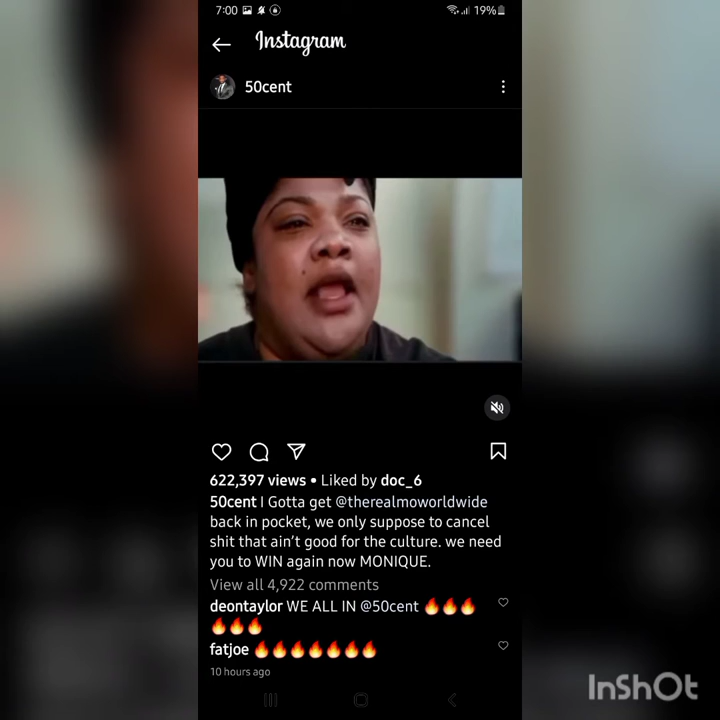 7:00 19%
Instagram
50cent
622,397 views • Liked by doc_6
50cent I Gotta get @therealmoworldwide
back in pocket, we only suppose to cancel
shit that ain't good for the culture. we need
you to WIN again now MONIQUE.
View all 4,922 comments
deontaylor WE ALL IN @50cent 🔥🔥🔥
🔥🔥🔥
fatjoe 🔥🔥🔥🔥🔥🔥🔥
10 hours ago
InShOt